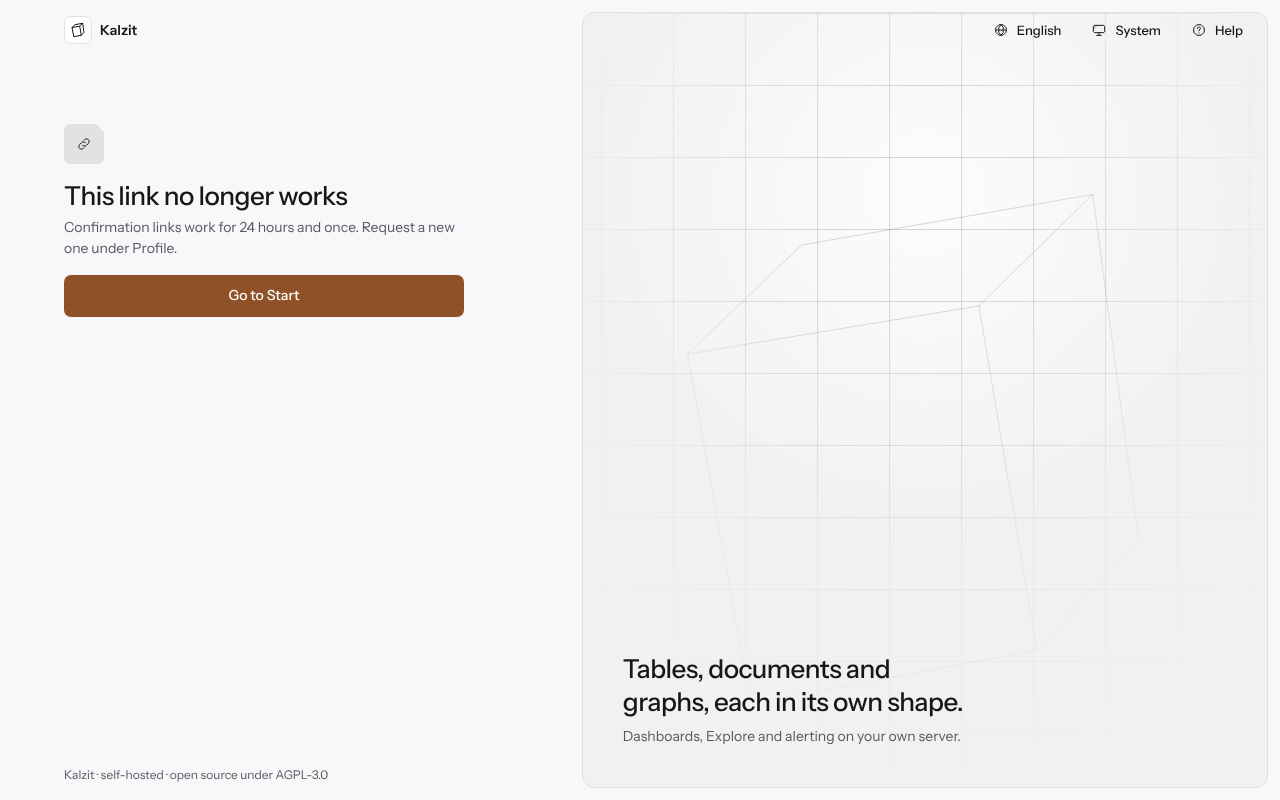 Kalzit
English
System
Help
This link no longer works
Confirmation links work for 24 hours and once. Request a new
one under Profile.
Go to Start
Tables, documents and
graphs, each in its own shape.
Dashboards, Explore and alerting on your own server.
Kalzit · self-hosted · open source under AGPL-3.0